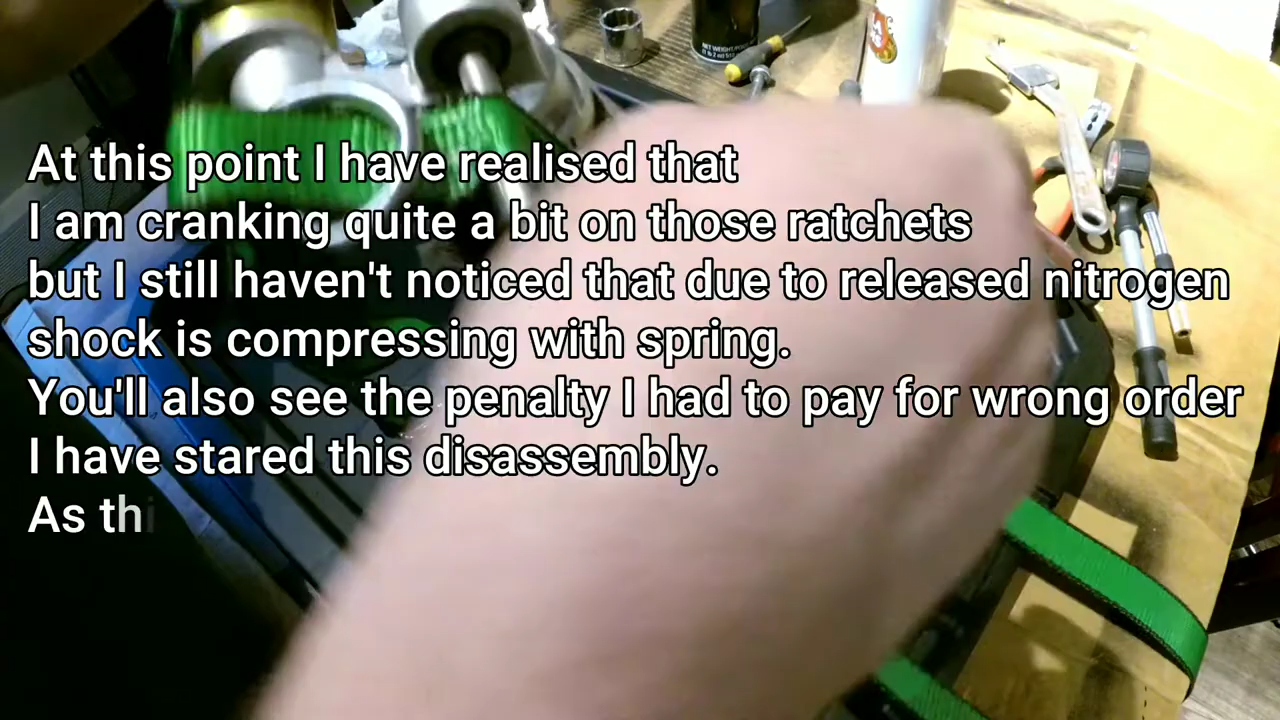 At this point I have realised that
I am cranking quite a bit on those ratchets
but I still haven't noticed that due to released nitrogen
shock is compressing with spring.
You'll also see the penalty I had to pay for wrong order
I have stared this disassembly.
As thi